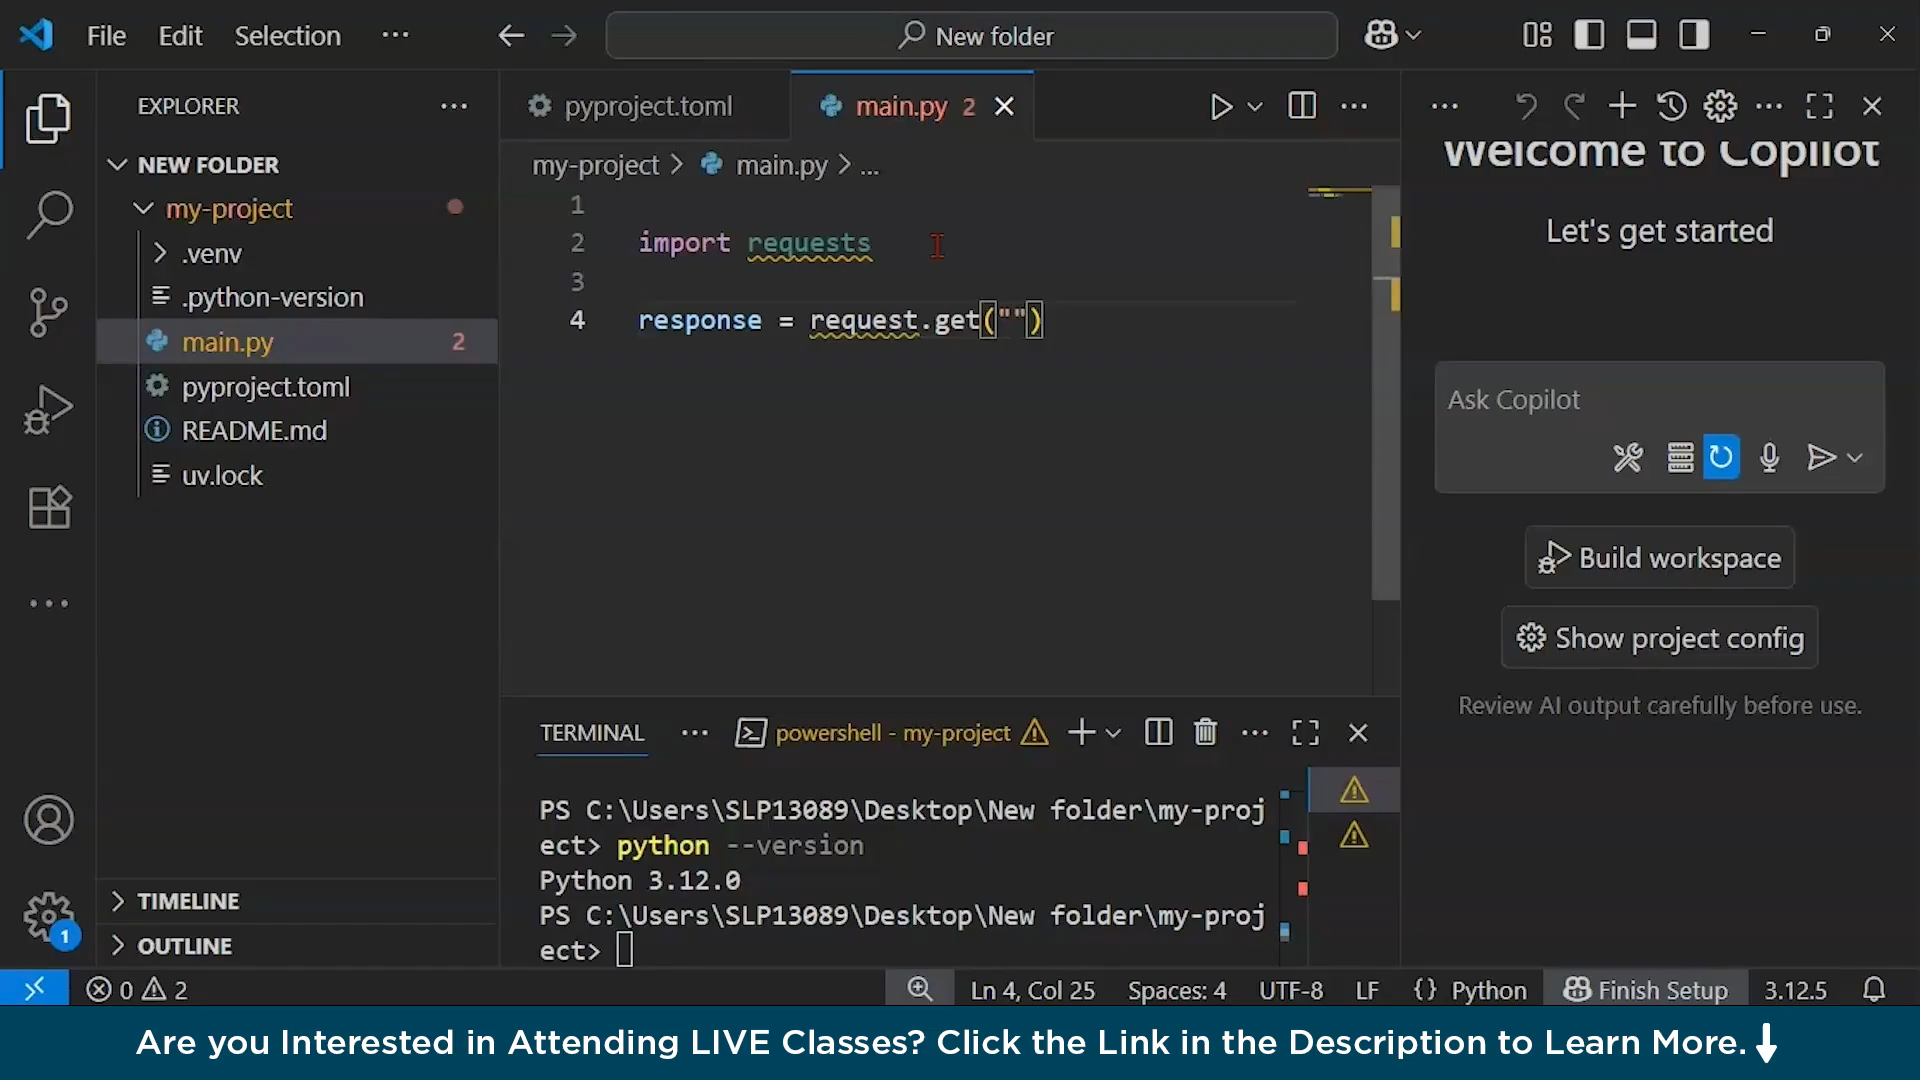 File Edit Selection ...
New folder
EXPLORER ...
NEW FOLDER
my-project
.venv
.python-version
main.py 2
pyproject.toml
README.md
uv.lock
TIMELINE
OUTLINE
1
pyproject.toml
main.py 2
my-project > main.py > ...
1
2 import requests
3
4 response = request.get("")
TERMINAL ... powershell - my-project
PS C:\Users\SLP13089\Desktop\New folder\my-proj
ect> python --version
Python 3.12.0
PS C:\Users\SLP13089\Desktop\New folder\my-proj
ect>
Welcome to Copilot
Let's get started
Ask Copilot
Build workspace
Show project config
Review AI output carefully before use.
0 2 Ln 4, Col 25 Spaces: 4 UTF-8 LF {} Python Finish Setup 3.12.5
Are you Interested in Attending LIVE Classes? Click the Link in the Description to Learn More.